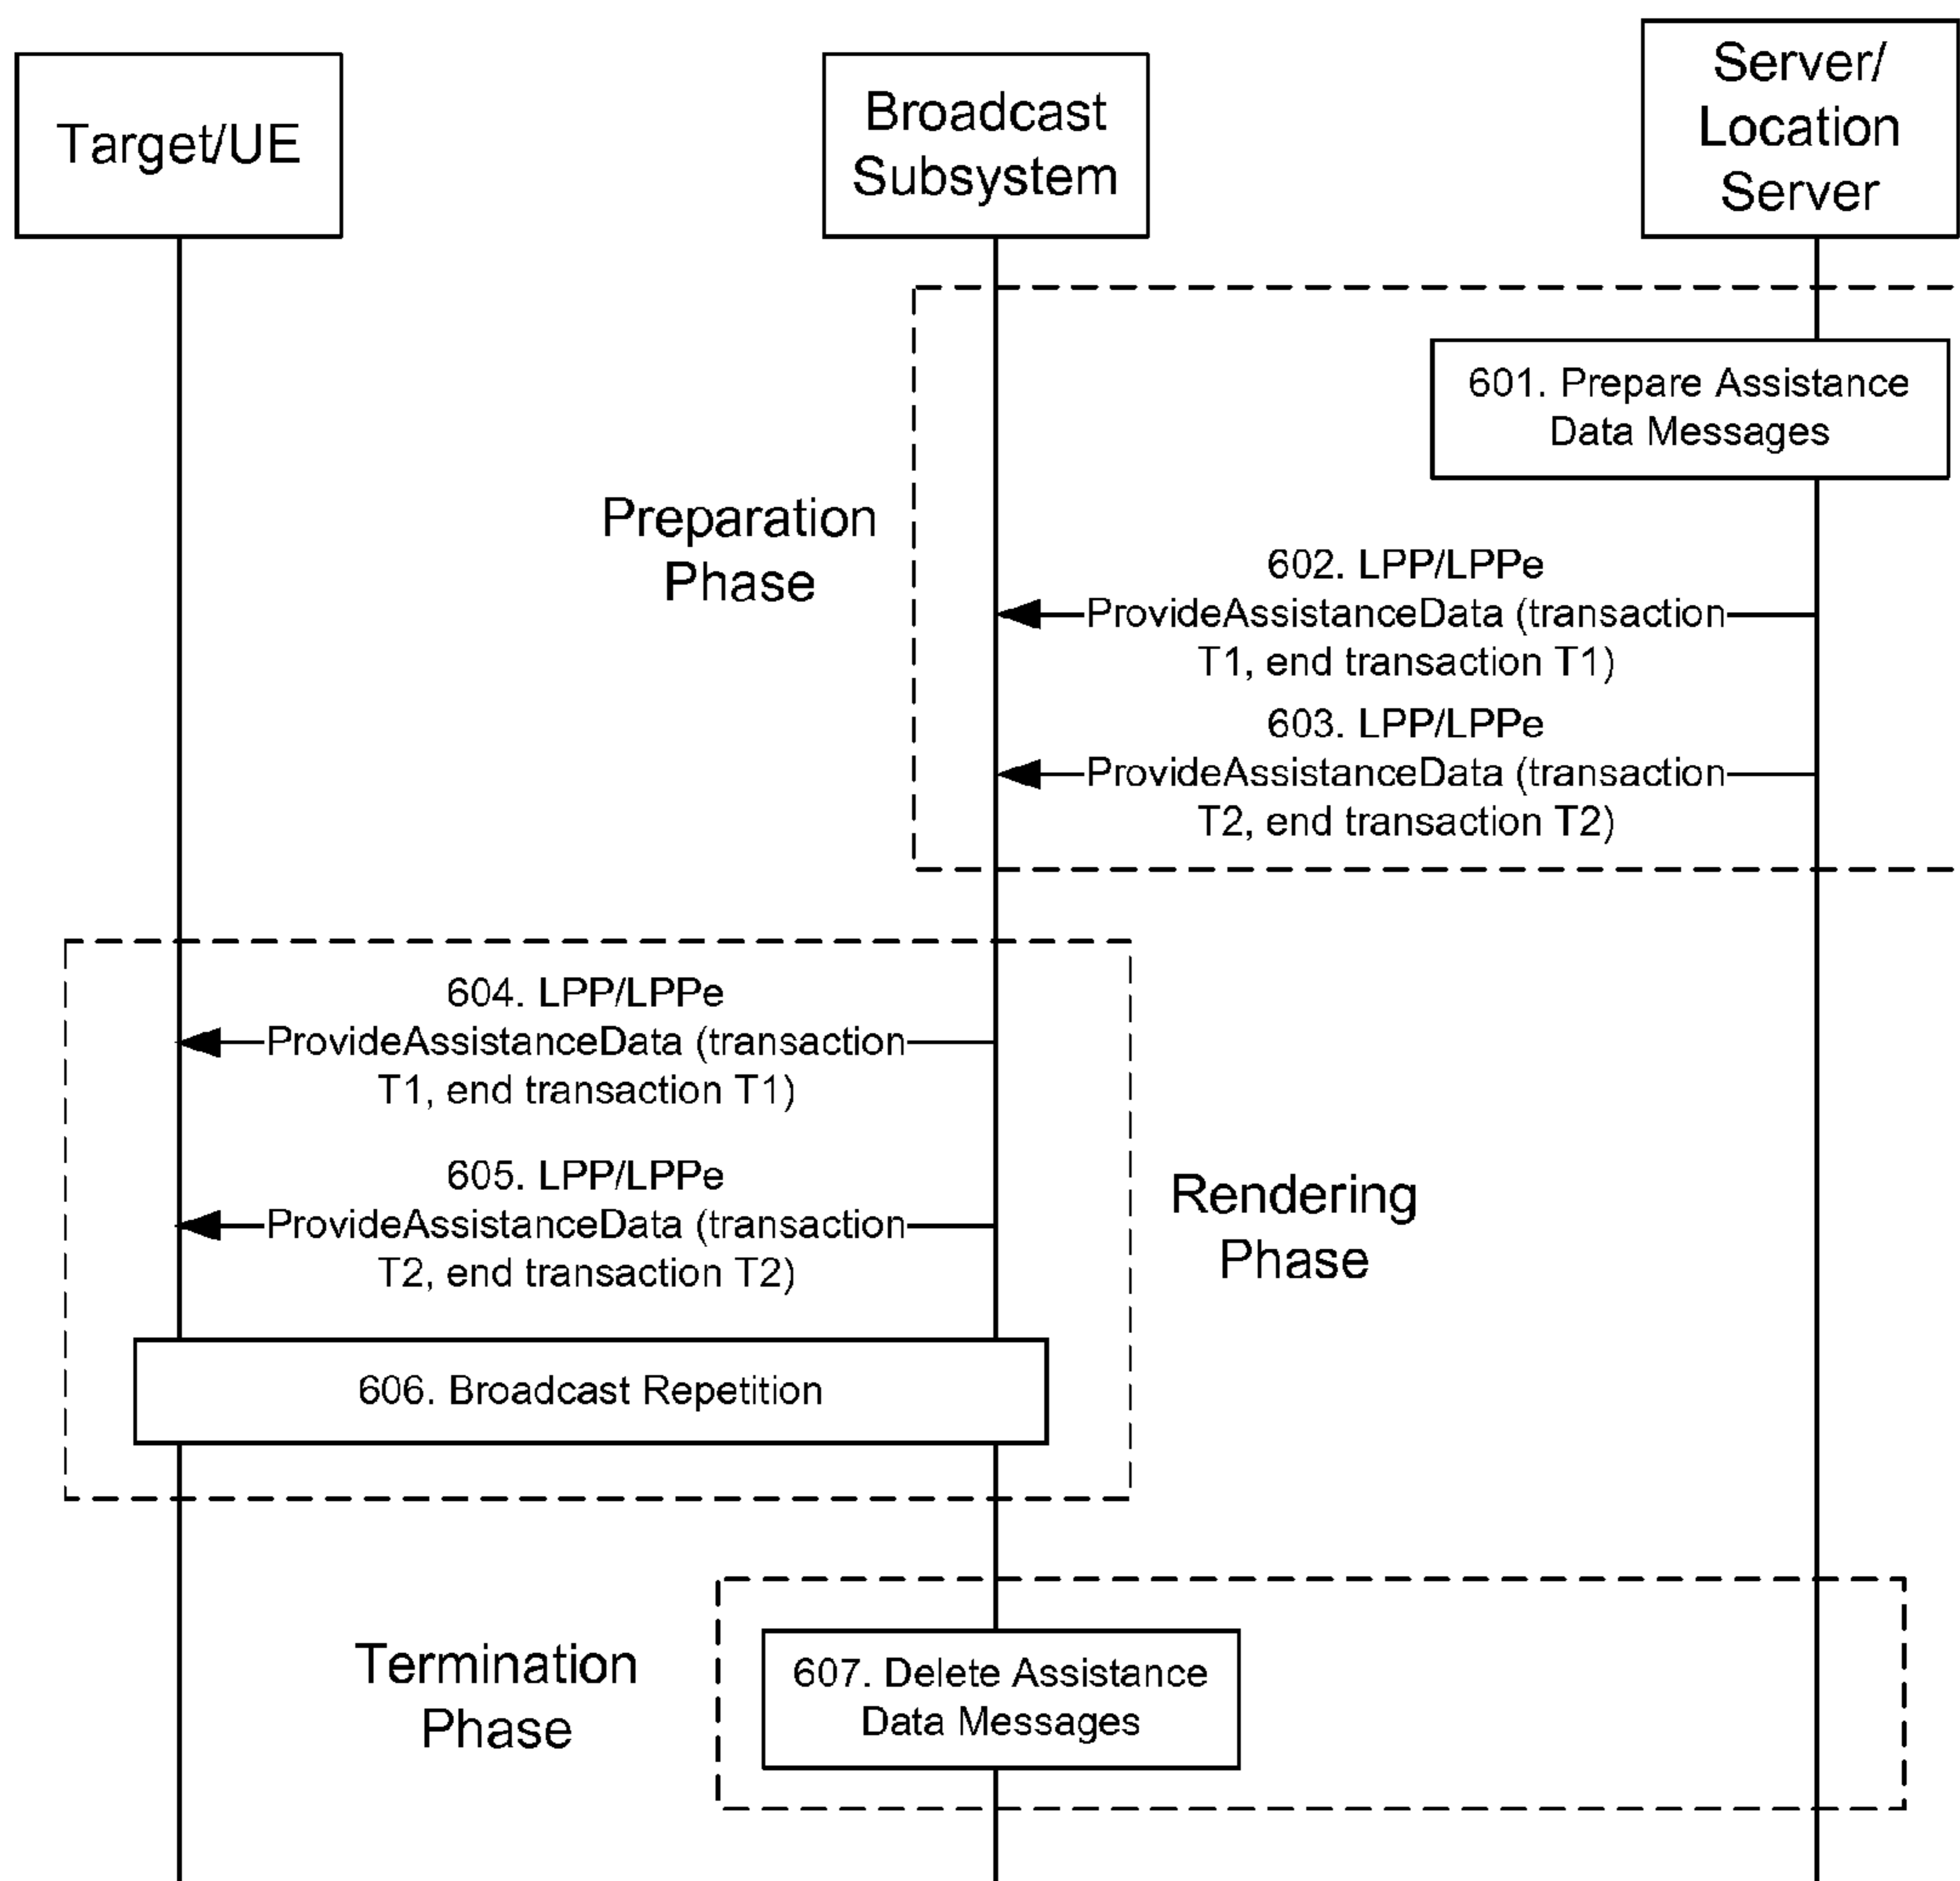 Target/UE
Broadcast
Subsystem
Server/
Location
Server
601. Prepare Assistance
Data Messages
Preparation
Phase
602. LPP/LPPe
ProvideAssistanceData (transaction
T1, end transaction T1)
603. LPP/LPPe
ProvideAssistanceData (transaction
T2, end transaction T2)
604. LPP/LPPe
ProvideAssistanceData (transaction
T1, end transaction T1)
605. LPP/LPPe
ProvideAssistanceData (transaction
T2, end transaction T2)
Rendering
Phase
606. Broadcast Repetition
Termination
Phase
607. Delete Assistance
Data Messages